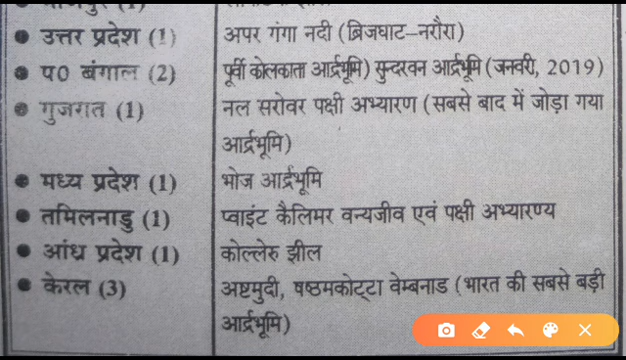 उत्तर प्रदेश (1) अपर गंगा नदी (ब्रिजघाट–नरौरा)
प0 बंगाल (2) पूर्वी कोलकाता आर्द्रभूमि) सुन्दरवन आर्द्रभूमि (जनवरी, 2019)
गुजरात (1) नल सरोवर पक्षी अभ्यारण (सबसे बाद में जोड़ा गया
आर्द्रभूमि)
मध्य प्रदेश (1) भोज आर्द्रभूमि
तमिलनाडु (1) प्वाइंट कैलिमर वन्यजीव एवं पक्षी अभ्यारण्य
आंध प्रदेश (1) कोल्लेरु झील
केरल (3) अष्टमुदी, षष्ठमकोट्टा वेम्बनाड (भारत की सबसे बड़ी
आर्द्रभूमि)